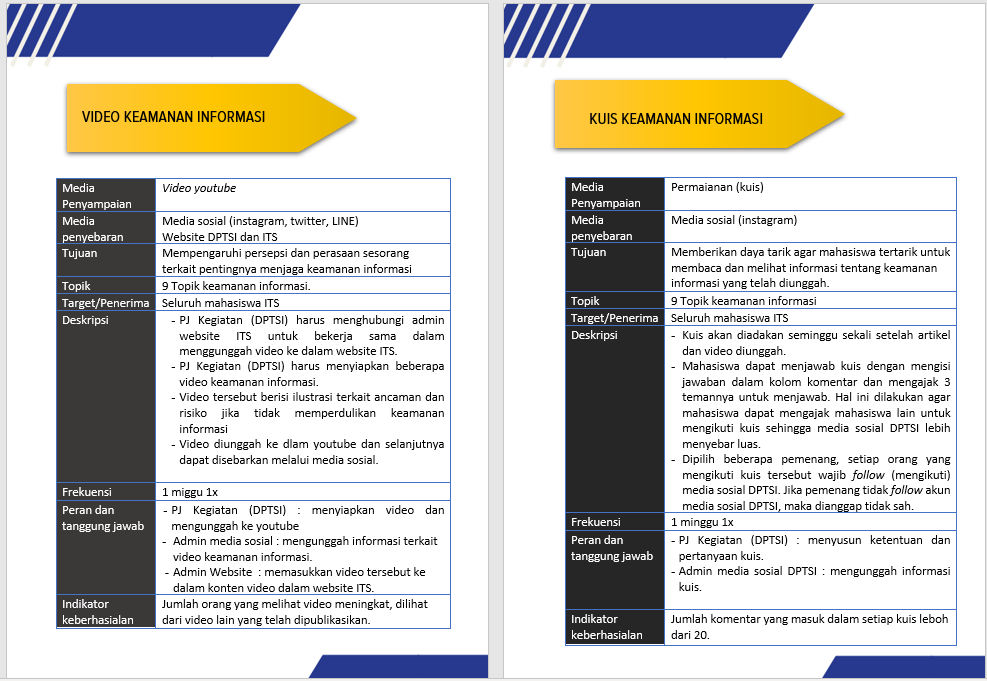 VIDEO KEAMANAN INFORMASI
Media
Penyampaian
Video youtube
Media
penyebaran
Media sosial (instagram, twitter, LINE)
Website DPTSI dan ITS
Tujuan
Mempengaruhi persepsi dan perasaan sesorang
terkait pentingnya menjaga keamanan informasi
Topik
9 Topik keamanan informasi.
Target/Penerima
Seluruh mahasiswa ITS
Deskripsi
- PJ Kegiatan (DPTSI) harus menghubungi admin
website ITS untuk bekerja sama dalam
menggunggah video ke dalam website ITS.
- PJ Kegiatan (DPTSI) harus menyiapkan beberapa
video keamanan informasi.
- Video tersebut berisi ilustrasi terkait ancaman dan
risiko jika tidak memperdulikan keamanan
informasi
- Video diunggah ke dlam youtube dan selanjutnya
dapat disebarkan melalui media sosial.
Frekuensi
1 miggu 1x
Peran dan
tanggung jawab
- PJ Kegiatan (DPTSI) : menyiapkan video dan
mengunggah ke youtube
- Admin media sosial : mengunggah informasi terkait
video keamanan informasi.
- Admin Website : memasukkan video tersebut ke
dalam konten video dalam website ITS.
Indikator
keberhasialan
Jumlah orang yang melihat video meningkat, dilihat
dari video lain yang telah dipublikasikan.
KUIS KEAMANAN INFORMASI
Media
Penyampaian
Permaianan (kuis)
Media
penyebaran
Media sosial (instagram)
Tujuan
Memberikan daya tarik agar mahasiswa tertarik untuk
membaca dan melihat informasi tentang keamanan
informasi yang telah diunggah.
Topik
9 Topik keamanan informasi
Target/Penerima
Seluruh mahasiswa ITS
Deskripsi
- Kuis akan diadakan seminggu sekali setelah artikel
dan video diunggah.
- Mahasiswa dapat menjawab kuis dengan mengisi
jawaban dalam kolom komentar dan mengajak 3
temannya untuk menjawab. Hal ini dilakukan agar
mahasiswa dapat mengajak mahasiswa lain untuk
mengikuti kuis sehingga media sosial DPTSI lebih
menyebar luas.
- Dipilih beberapa pemenang, setiap orang yang
mengikuti kuis tersebut wajib follow (mengikuti)
media sosial DPTSI. Jika pemenang tidak follow akun
media sosial DPTSI, maka dianggap tidak sah.
Frekuensi
1 minggu 1x
Peran dan
tanggung jawab
- PJ Kegiatan (DPTSI) : menyusun ketentuan dan
pertanyaan kuis.
- Admin media sosial DPTSI : mengunggah informasi
kuis.
Indikator
keberhasialan
Jumlah komentar yang masuk dalam setiap kuis leboh
dari 20.